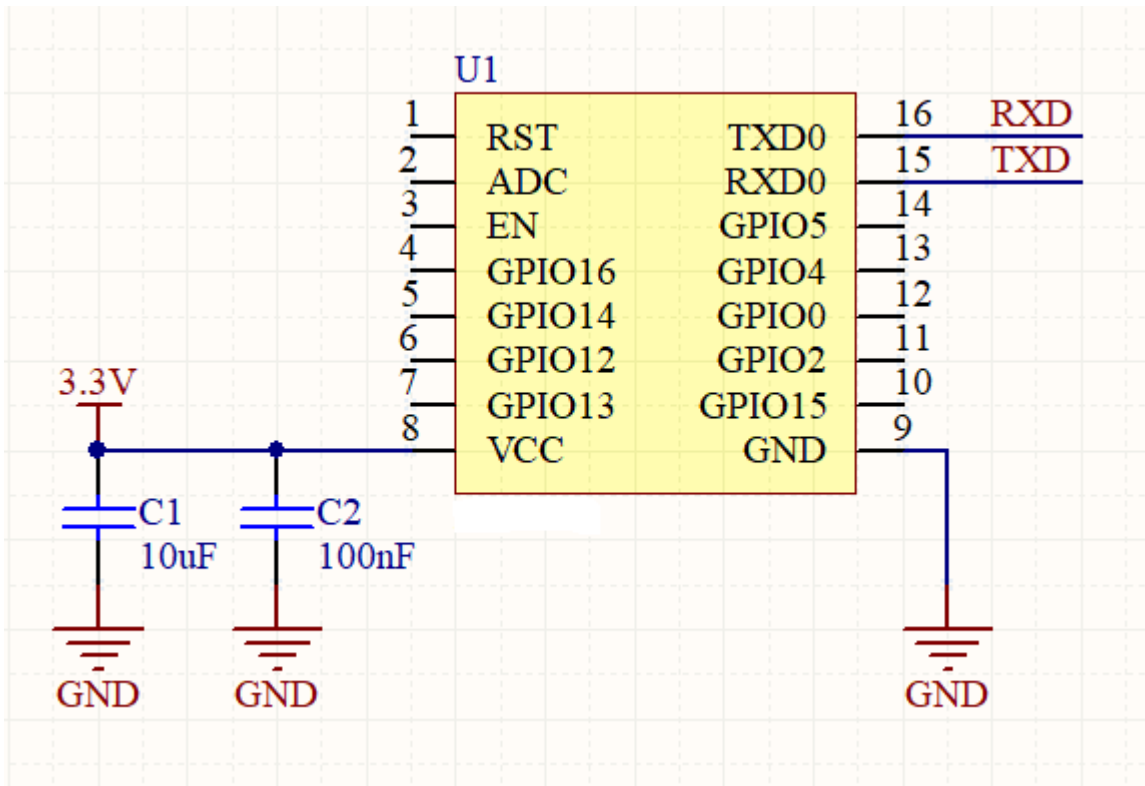 U1
1 RST TXD0 16 RXD
2 ADC RXD0 15 TXD
3 EN GPIO5 14
4 GPIO16 GPIO4 13
5 GPIO14 GPIO0 12
6 GPIO12 GPIO2 11
7 GPIO13 GPIO15 10
3.3V
8 VCC GND 9
C1 C2
10uF 100nF
GND GND GND